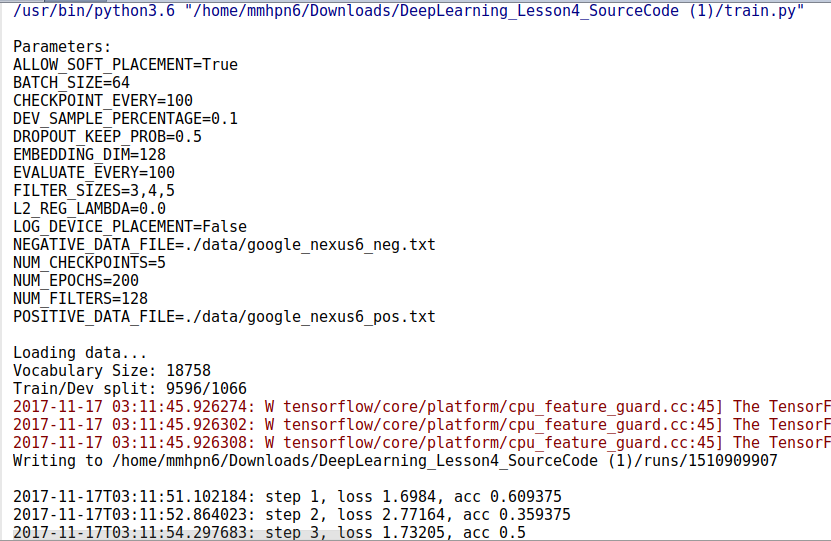 /usr/bin/python3.6 "/home/mmhpn6/Downloads/DeepLearning_Lesson4_SourceCode (1)/train.py"
Parameters:
ALLOW_SOFT_PLACEMENT=True
BATCH_SIZE=64
CHECKPOINT_EVERY=100
DEV_SAMPLE_PERCENTAGE=0.1
DROPOUT_KEEP_PROB=0.5
EMBEDDING_DIM=128
EVALUATE_EVERY=100
FILTER_SIZES=3,4,5
L2_REG_LAMBDA=0.0
LOG_DEVICE_PLACEMENT=False
NEGATIVE_DATA_FILE=./data/google_nexus6_neg.txt
NUM_CHECKPOINTS=5
NUM_EPOCHS=200
NUM_FILTERS=128
POSITIVE_DATA_FILE=./data/google_nexus6_pos.txt
Loading data...
Vocabulary Size: 18758
Train/Dev split: 9596/1066
2017-11-17 03:11:45.926274: W tensorflow/core/platform/cpu_feature_guard.cc:45] The TensorF
2017-11-17 03:11:45.926302: W tensorflow/core/platform/cpu_feature_guard.cc:45] The TensorF
2017-11-17 03:11:45.926308: W tensorflow/core/platform/cpu_feature_guard.cc:45] The TensorF
Writing to /home/mmhpn6/Downloads/DeepLearning_Lesson4_SourceCode (1)/runs/1510909907
2017-11-17T03:11:51.102184: step 1, loss 1.6984, acc 0.609375
2017-11-17T03:11:52.864023: step 2, loss 2.77164, acc 0.359375
2017-11-17T03:11:54.297683: step 3, loss 1.73205, acc 0.5